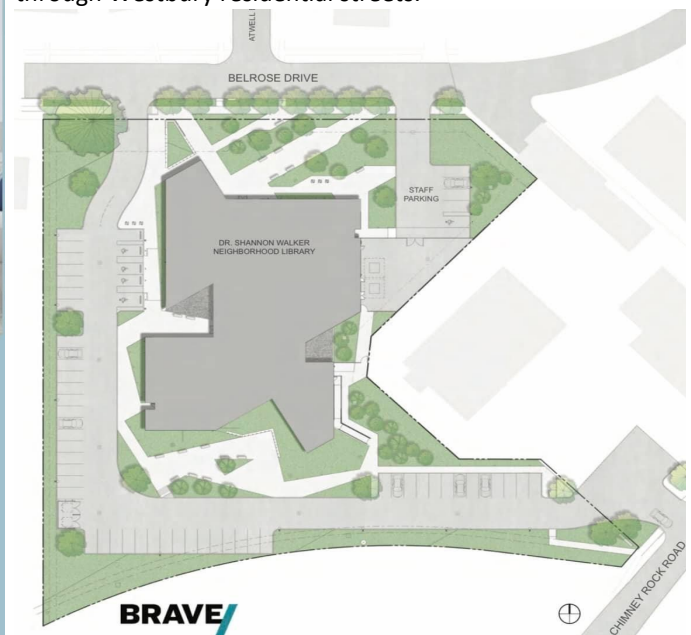 through Westbury residential streets.
ATWELL
BELROSE DRIVE
STAFF
PARKING
DR. SHANNON WALKER
NEIGHBORHOOD LIBRARY
CHIMNEY ROCK ROAD
BRAVE/